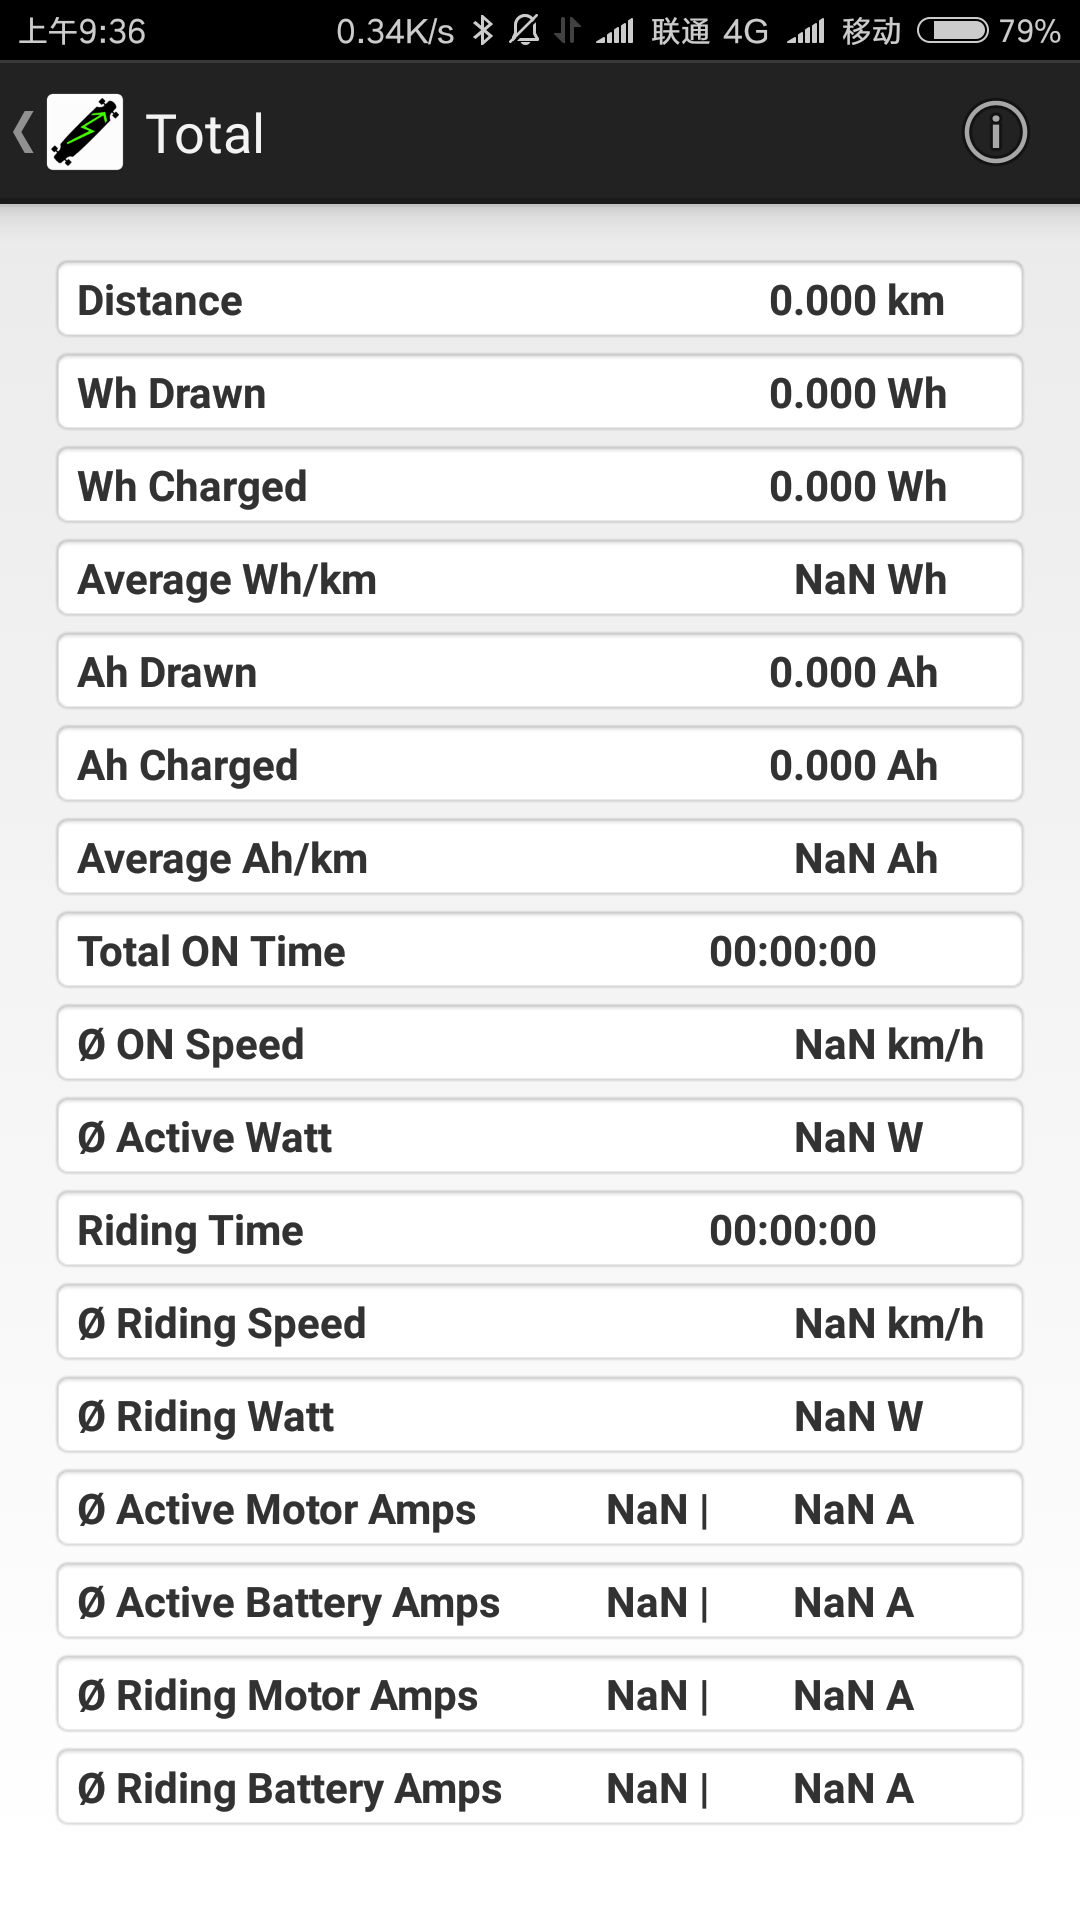 上午9:36 0.34K/s 联通 4G 移动 79%
Total
Distance 0.000 km
Wh Drawn 0.000 Wh
Wh Charged 0.000 Wh
Average Wh/km NaN Wh
Ah Drawn 0.000 Ah
Ah Charged 0.000 Ah
Average Ah/km NaN Ah
Total ON Time 00:00:00
Ø ON Speed NaN km/h
Ø Active Watt NaN W
Riding Time 00:00:00
Ø Riding Speed NaN km/h
Ø Riding Watt NaN W
Ø Active Motor Amps NaN | NaN A
Ø Active Battery Amps NaN | NaN A
Ø Riding Motor Amps NaN | NaN A
Ø Riding Battery Amps NaN | NaN A